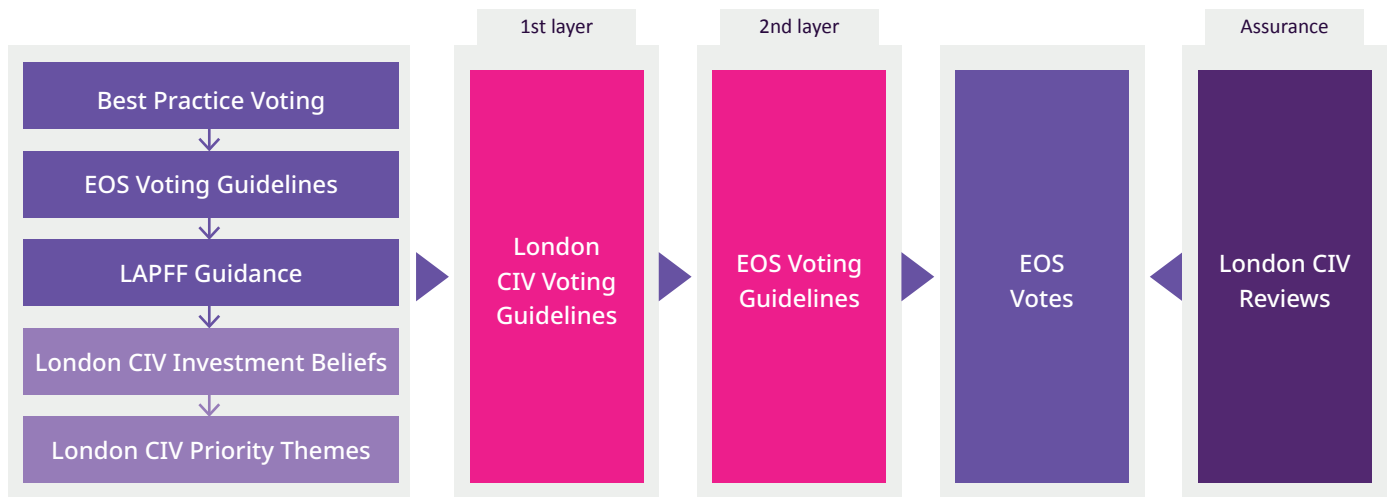 Best Practice Voting
EOS Voting Guidelines
LAPFF Guidance
London CIV Investment Beliefs
London CIV Priority Themes
1st layer
London
CIV Voting
Guidelines
2nd layer
EOS Voting
Guidelines
EOS
Votes
Assurance
London CIV
Reviews